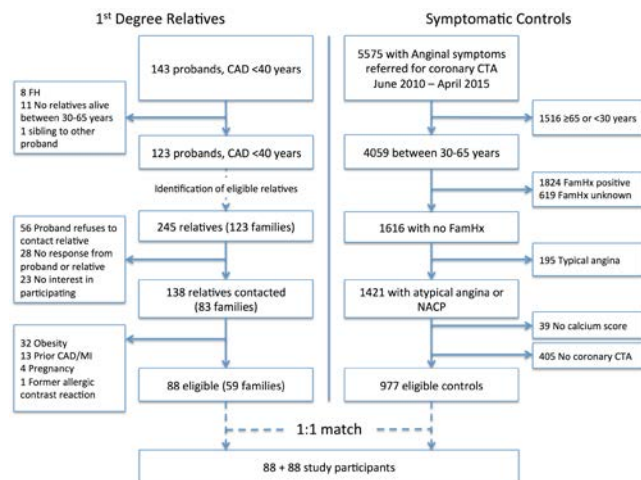 1st Degree Relatives
143 probands, CAD <40 years
8 FH
11 No relatives alive
between 30-65 years
1 sibling to other
proband
123 probands, CAD <40 years
Identification of eligible relatives
245 relatives (123 families)
56 Proband refuses to
contact relative
28 No response from
proband or relative
23 No interest in
participating
138 relatives contacted
(83 families)
32 Obesity
13 Prior CAD/MI
4 Pregnancy
1 Former allergic
contrast reaction
88 eligible (59 families)
Symptomatic Controls
5575 with Anginal symptoms
referred for coronary CTA
June 2010 – April 2015
1516 ≥65 or <30 years
4059 between 30-65 years
1824 FamHx positive
619 FamHx unknown
1616 with no FamHx
195 Typical angina
1421 with atypical angina or
NACP
39 No calcium score
405 No coronary CTA
977 eligible controls
1:1 match
88 + 88 study participants